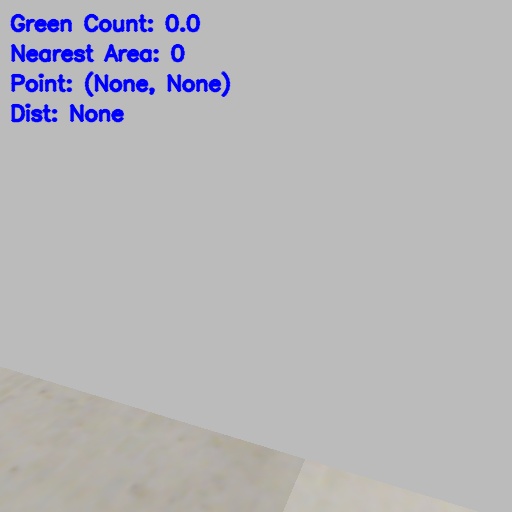 Green Count: 0.0
Nearest Area: 0
Point: (None, None)
Dist: None